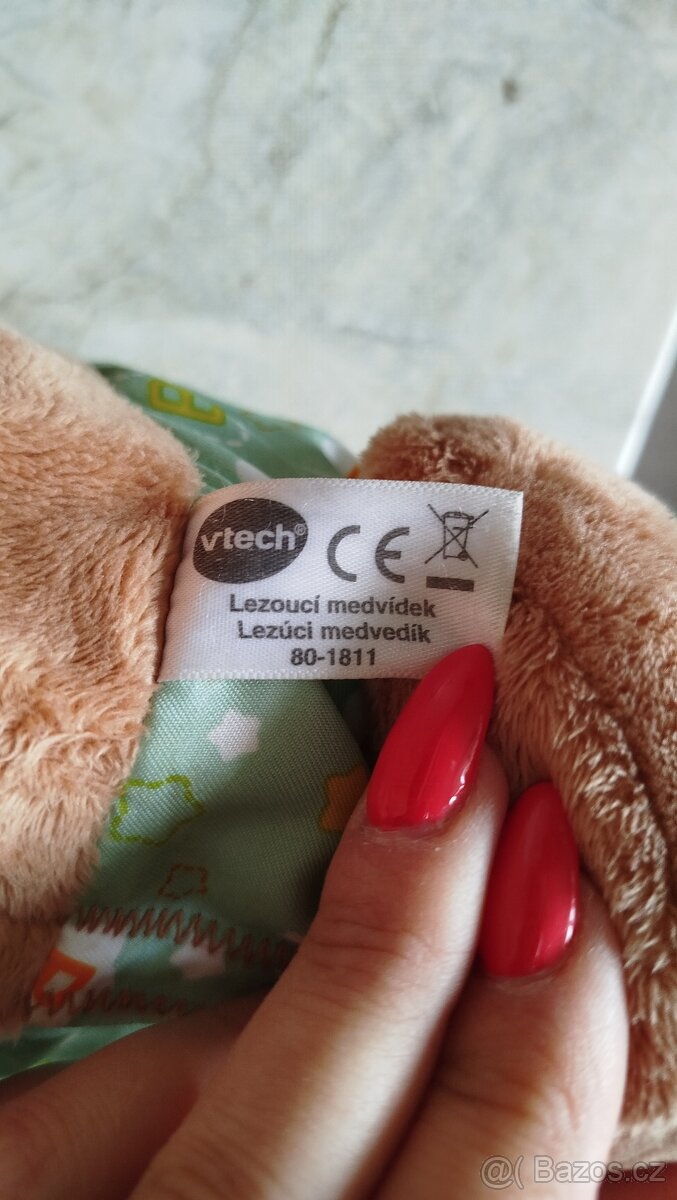 vtech®
CE
Lezoucí medvídek
Lezúci medvedík
80-1811
@( Bazos.cz